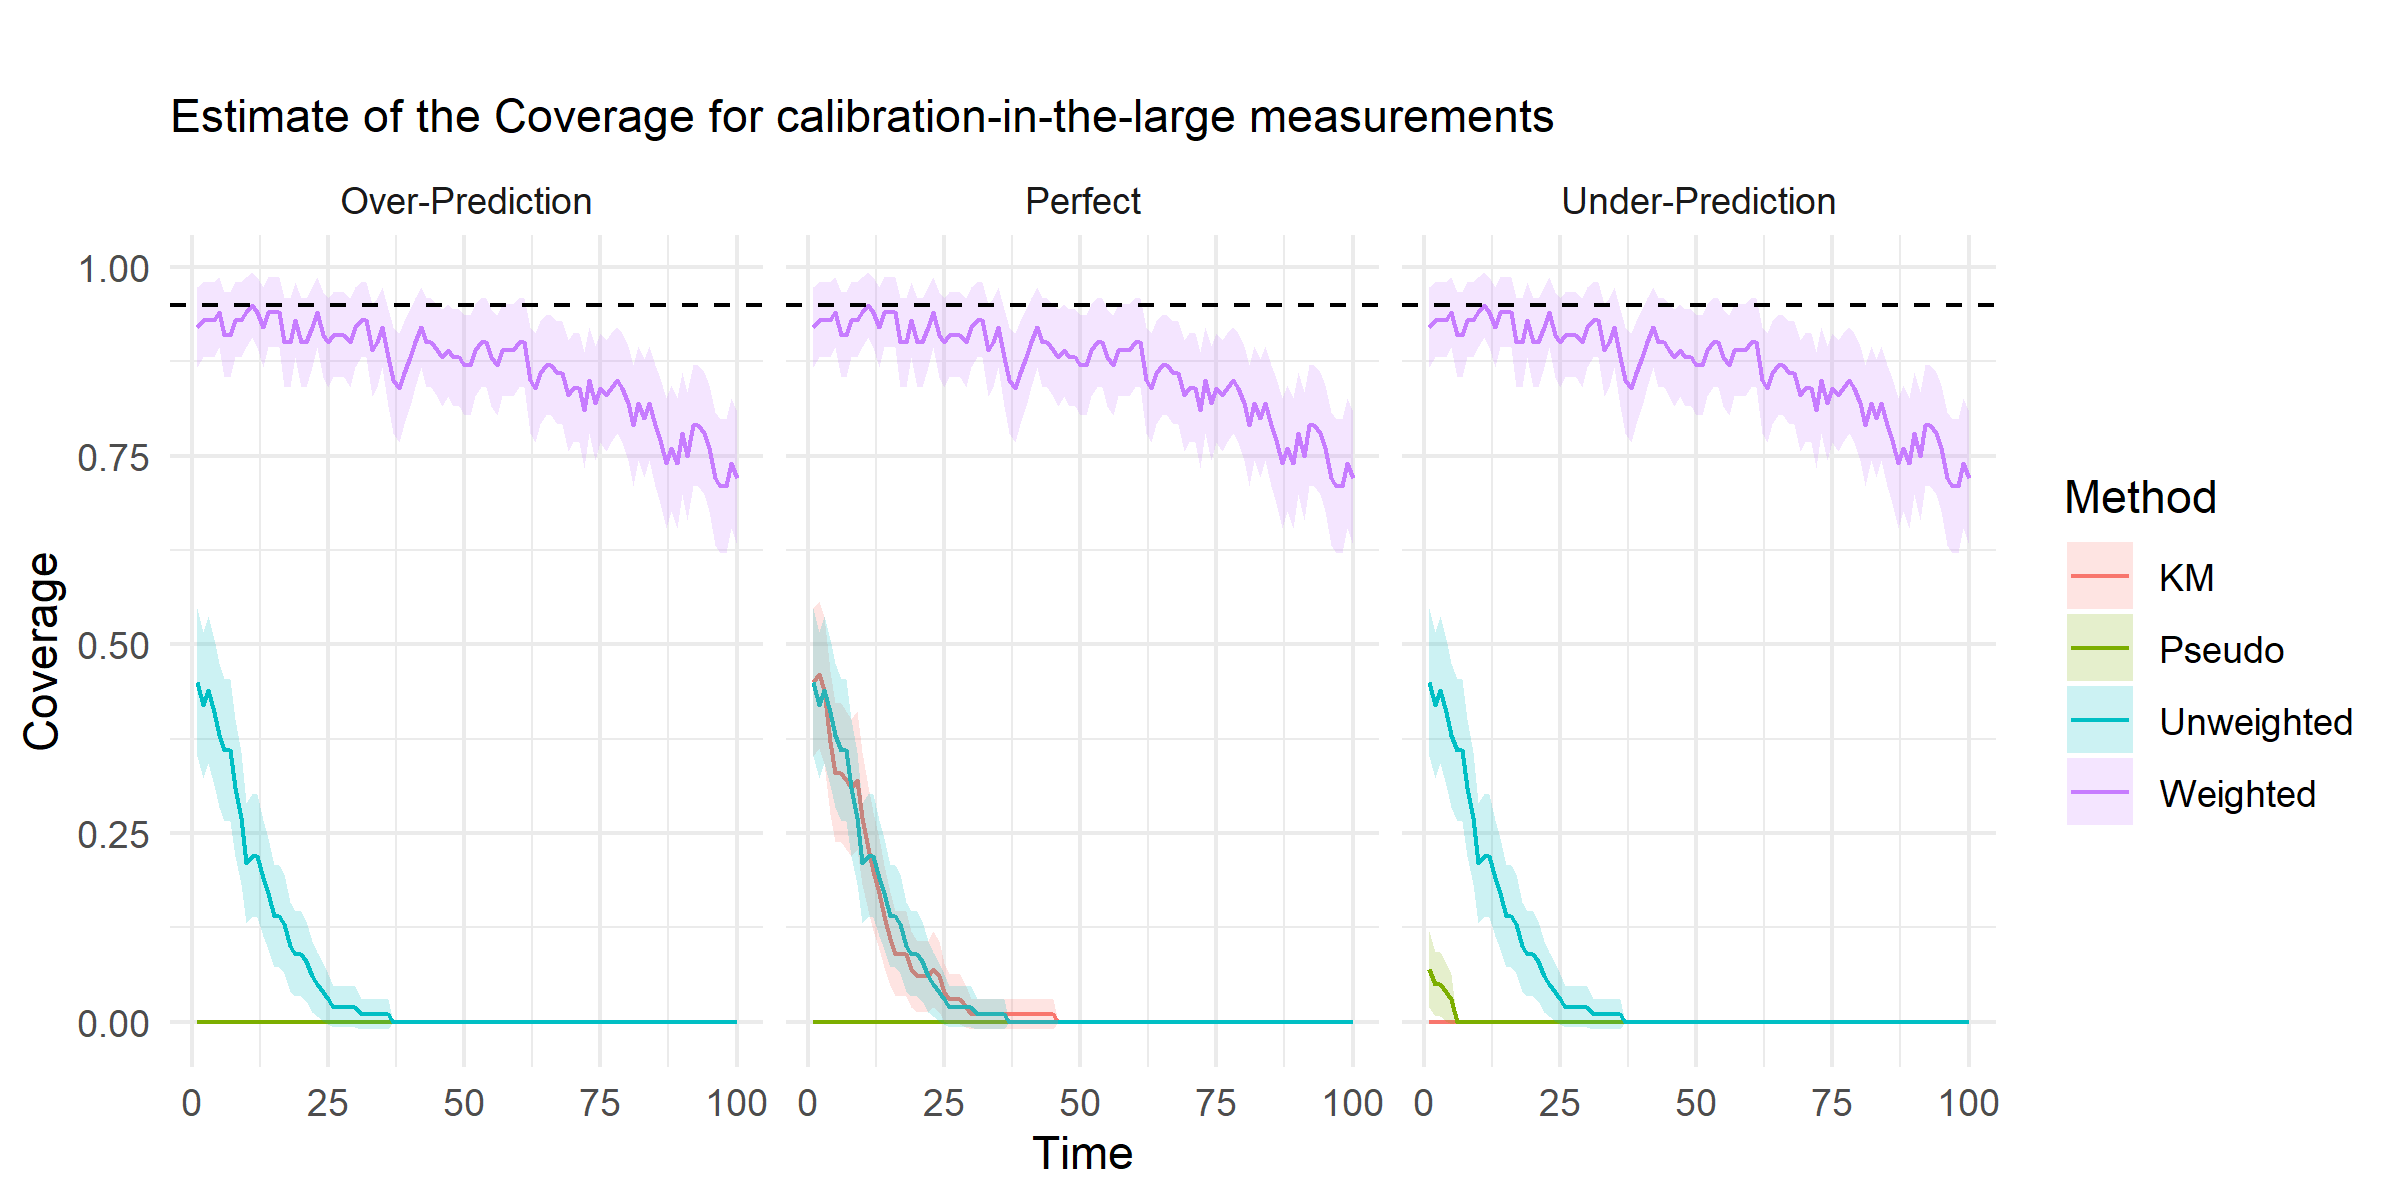 Estimate of the Coverage for calibration-in-the-large measurements
Over-Prediction
Perfect
Under-Prediction
Coverage
1.00
0.75
0.50
0.25
0.00
0 25 50 75 100
0 25 50 75 100
0 25 50 75 100
Time
Method
KM
Pseudo
Unweighted
Weighted